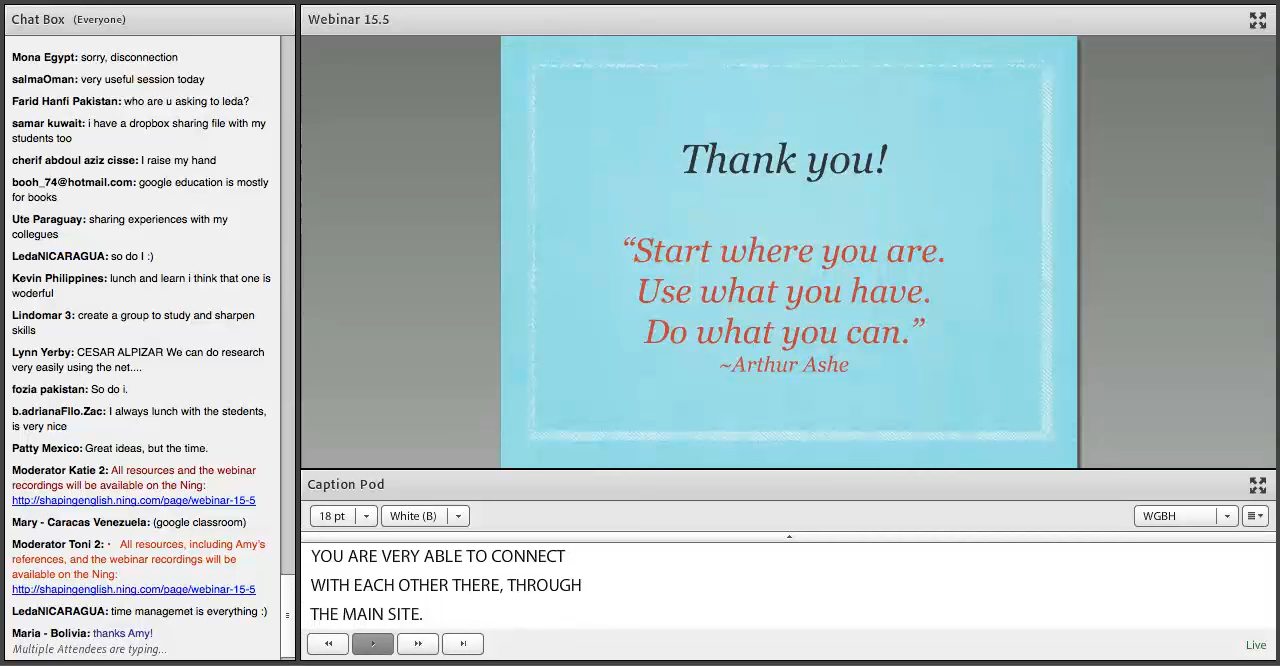 Chat Box (Everyone)
Mona Egypt: sorry, disconnection
salmaOman: very useful session today
Farid Hanfi Pakistan: who are u asking to leda?
samar kuwait: i have a dropbox sharing file with my
students too
cherif abdoul aziz cisse: I raise my hand
booh_74@hotmail.com: google education is mostly
for books
Ute Paraguay: sharing experiences with my
collegues
LedaNICARAGUA: so do I :)
Kevin Philippines: lunch and learn i think that one is
woderful
Lindomar 3: create a group to study and sharpen
skills
Lynn Yerby: CESAR ALPIZAR We can do research
very easily using the net....
fozia pakistan: So do i.
b.adrianaFllo.Zac: I always lunch with the stedents,
is very nice
Patty Mexico: Great ideas, but the time.
Moderator Katie 2: All resources and the webinar
recordings will be available on the Ning:
http://shapingenglish.ning.com/page/webinar-15-5
Mary - Caracas Venezuela: (google classroom)
Moderator Toni 2: · All resources, including Amy's
references, and the webinar recordings will be
available on the Ning:
http://shapingenglish.ning.com/page/webinar-15-5
LedaNICARAGUA: time managemet is everything :)
Maria - Bolivia: thanks Amy!
Multiple Attendees are typing...
Webinar 15.5
Thank you!
“Start where you are.
Use what you have.
Do what you can.”
~Arthur Ashe
Caption Pod
18 pt
White (B)
WGBH
YOU ARE VERY ABLE TO CONNECT
WITH EACH OTHER THERE, THROUGH
THE MAIN SITE.
Live